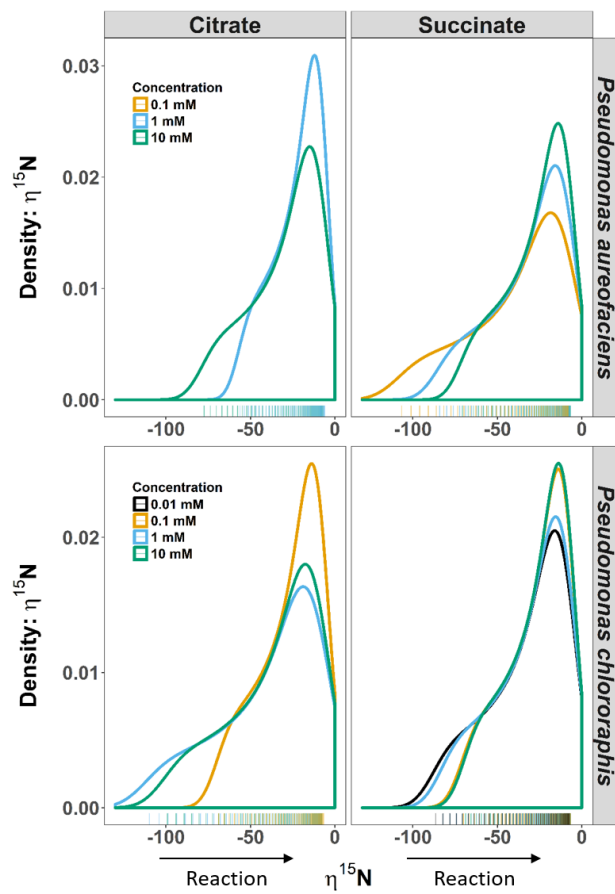 Citrate
Succinate
Density: η¹⁵N
0.03
0.02
0.01
0.00
Concentration
0.1 mM
1 mM
10 mM
-100
-50
0
-100
-50
0
Pseudomonas aureofaciens
Density: η¹⁵N
0.02
0.01
0.00
Concentration
0.01 mM
0.1 mM
1 mM
10 mM
-100
-50
0
-100
-50
0
Pseudomonas chlororaphis
Reaction
η¹⁵N
Reaction